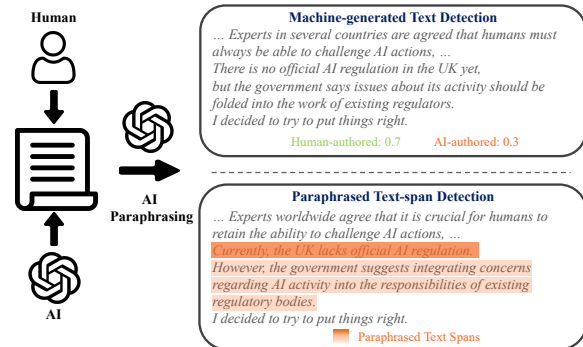 Human
AI
Paraphrasing
AI
Machine-generated Text Detection
… Experts in several countries are agreed that humans must
always be able to challenge AI actions, …
There is no official AI regulation in the UK yet,
but the government says issues about its activity should be
folded into the work of existing regulators.
I decided to try to put things right.
Human-authored: 0.7 AI-authored: 0.3
Paraphrased Text-span Detection
… Experts worldwide agree that it is crucial for humans to
retain the ability to challenge AI actions, …
Currently, the UK lacks official AI regulation.
However, the government suggests integrating concerns
regarding AI activity into the responsibilities of existing
regulatory bodies.
I decided to try to put things right.
Paraphrased Text Spans